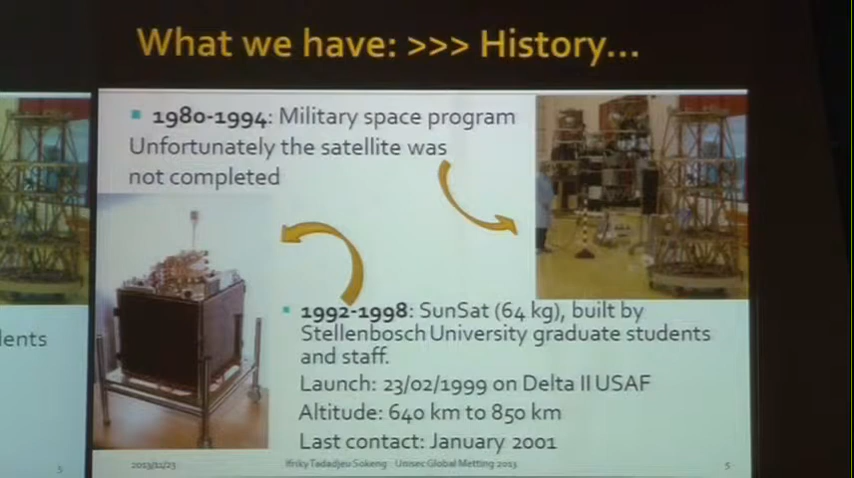 What we have: >>> History...
1980-1994: Military space program
Unfortunately the satellite was
not completed
1992-1998: SunSat (64 kg), built by
Stellenbosch University graduate students
and staff.
Launch: 23/02/1999 on Delta II USAF
Altitude: 640 km to 850 km
Last contact: January 2001
lents
5
2013/11/23
Ifriky Tadadjeu Sokeng Unisec Global Metting 2013
5